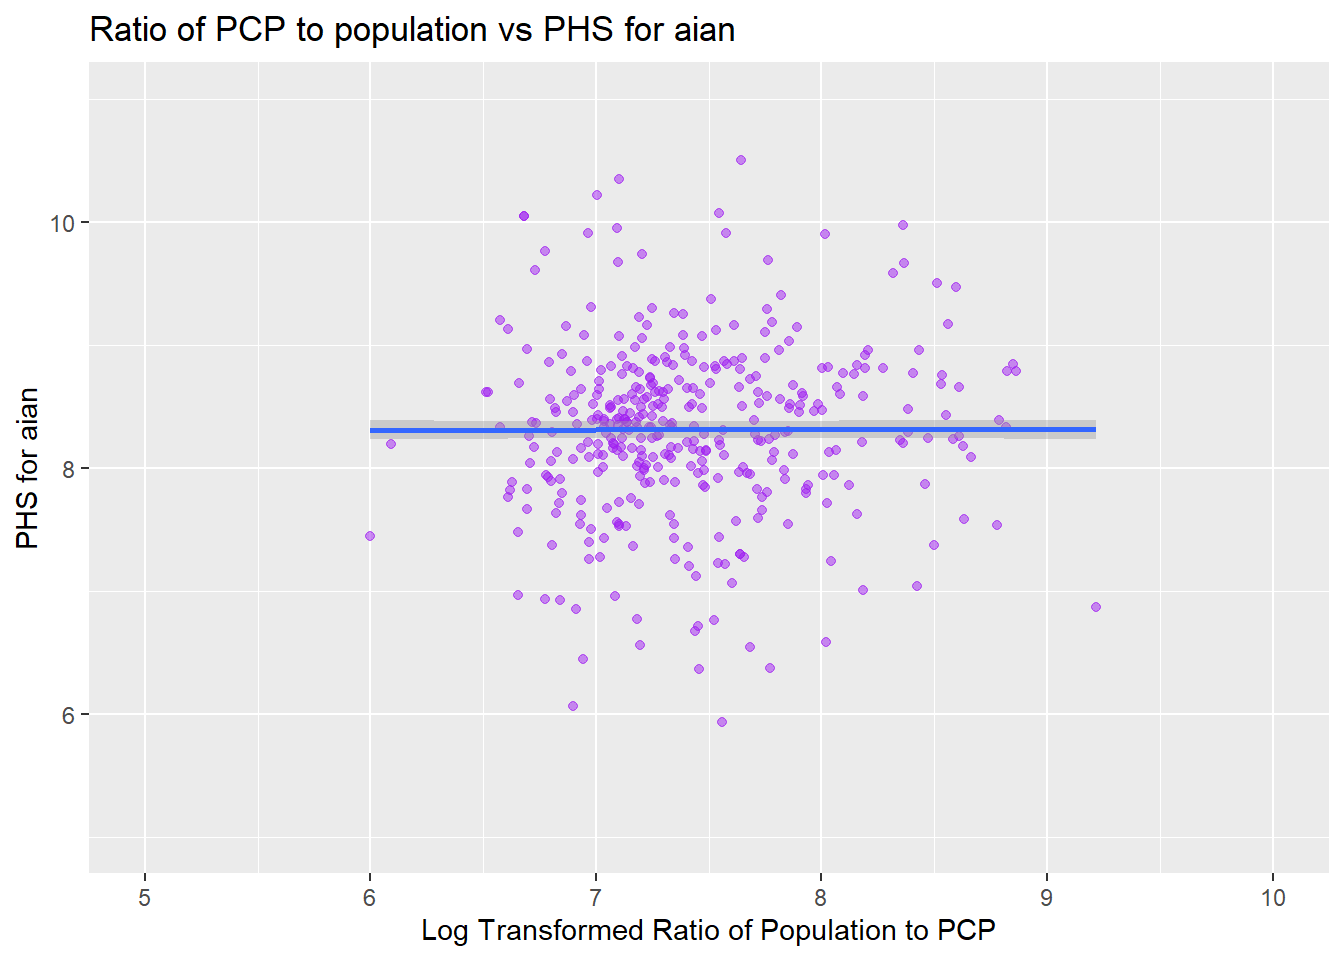 Ratio of PCP to population vs PHS for aian
PHS for aian
10
8
6
5 6 7 8 9 10
Log Transformed Ratio of Population to PCP